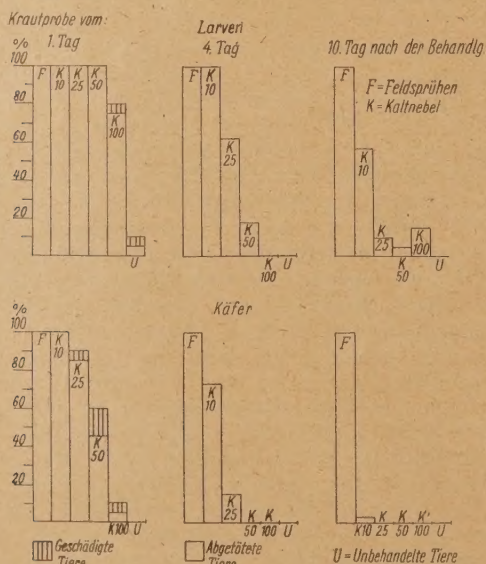 Krautprobe vom:
1. Tag
Larven
4. Tag
10. Tag nach der Behandlg
%
100
80
60
40
20
F K K K
10 25 50
K
100
U
F K
10
K
25
K
50
K U
100
F = Feldsprühen
K = Kaltnebel
F
K
10
K
25
K
50
K
100
U
Käfer
%
100
80
60
40
20
F K
10
K
25
K
50
K100 U
F
K
10
K
25
K K U
50 100
F
K10 K K K U
25 50 100
Geschädigte
Tiere
Abgetötete
Tiere
U = Unbehandelte Tiere